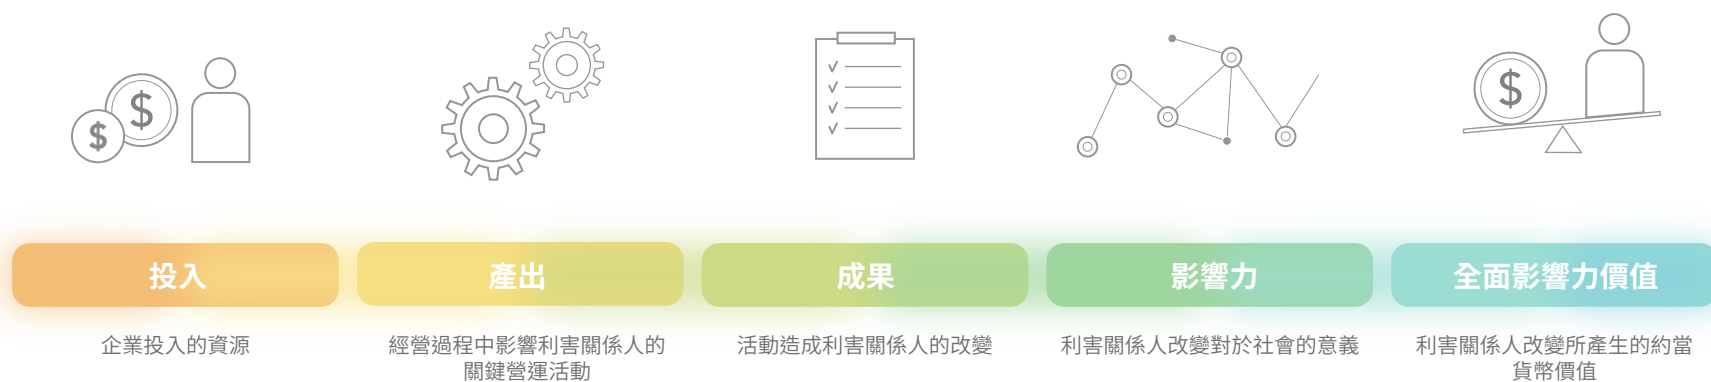 $
$
$
投入
產出
成果
影響力
全面影響力價值
企業投入的資源
經營過程中影響利害關係人的
關鍵營運活動
活動造成利害關係人的改變
利害關係人改變對於社會的意義
利害關係人改變所產生的約當
貨幣價值